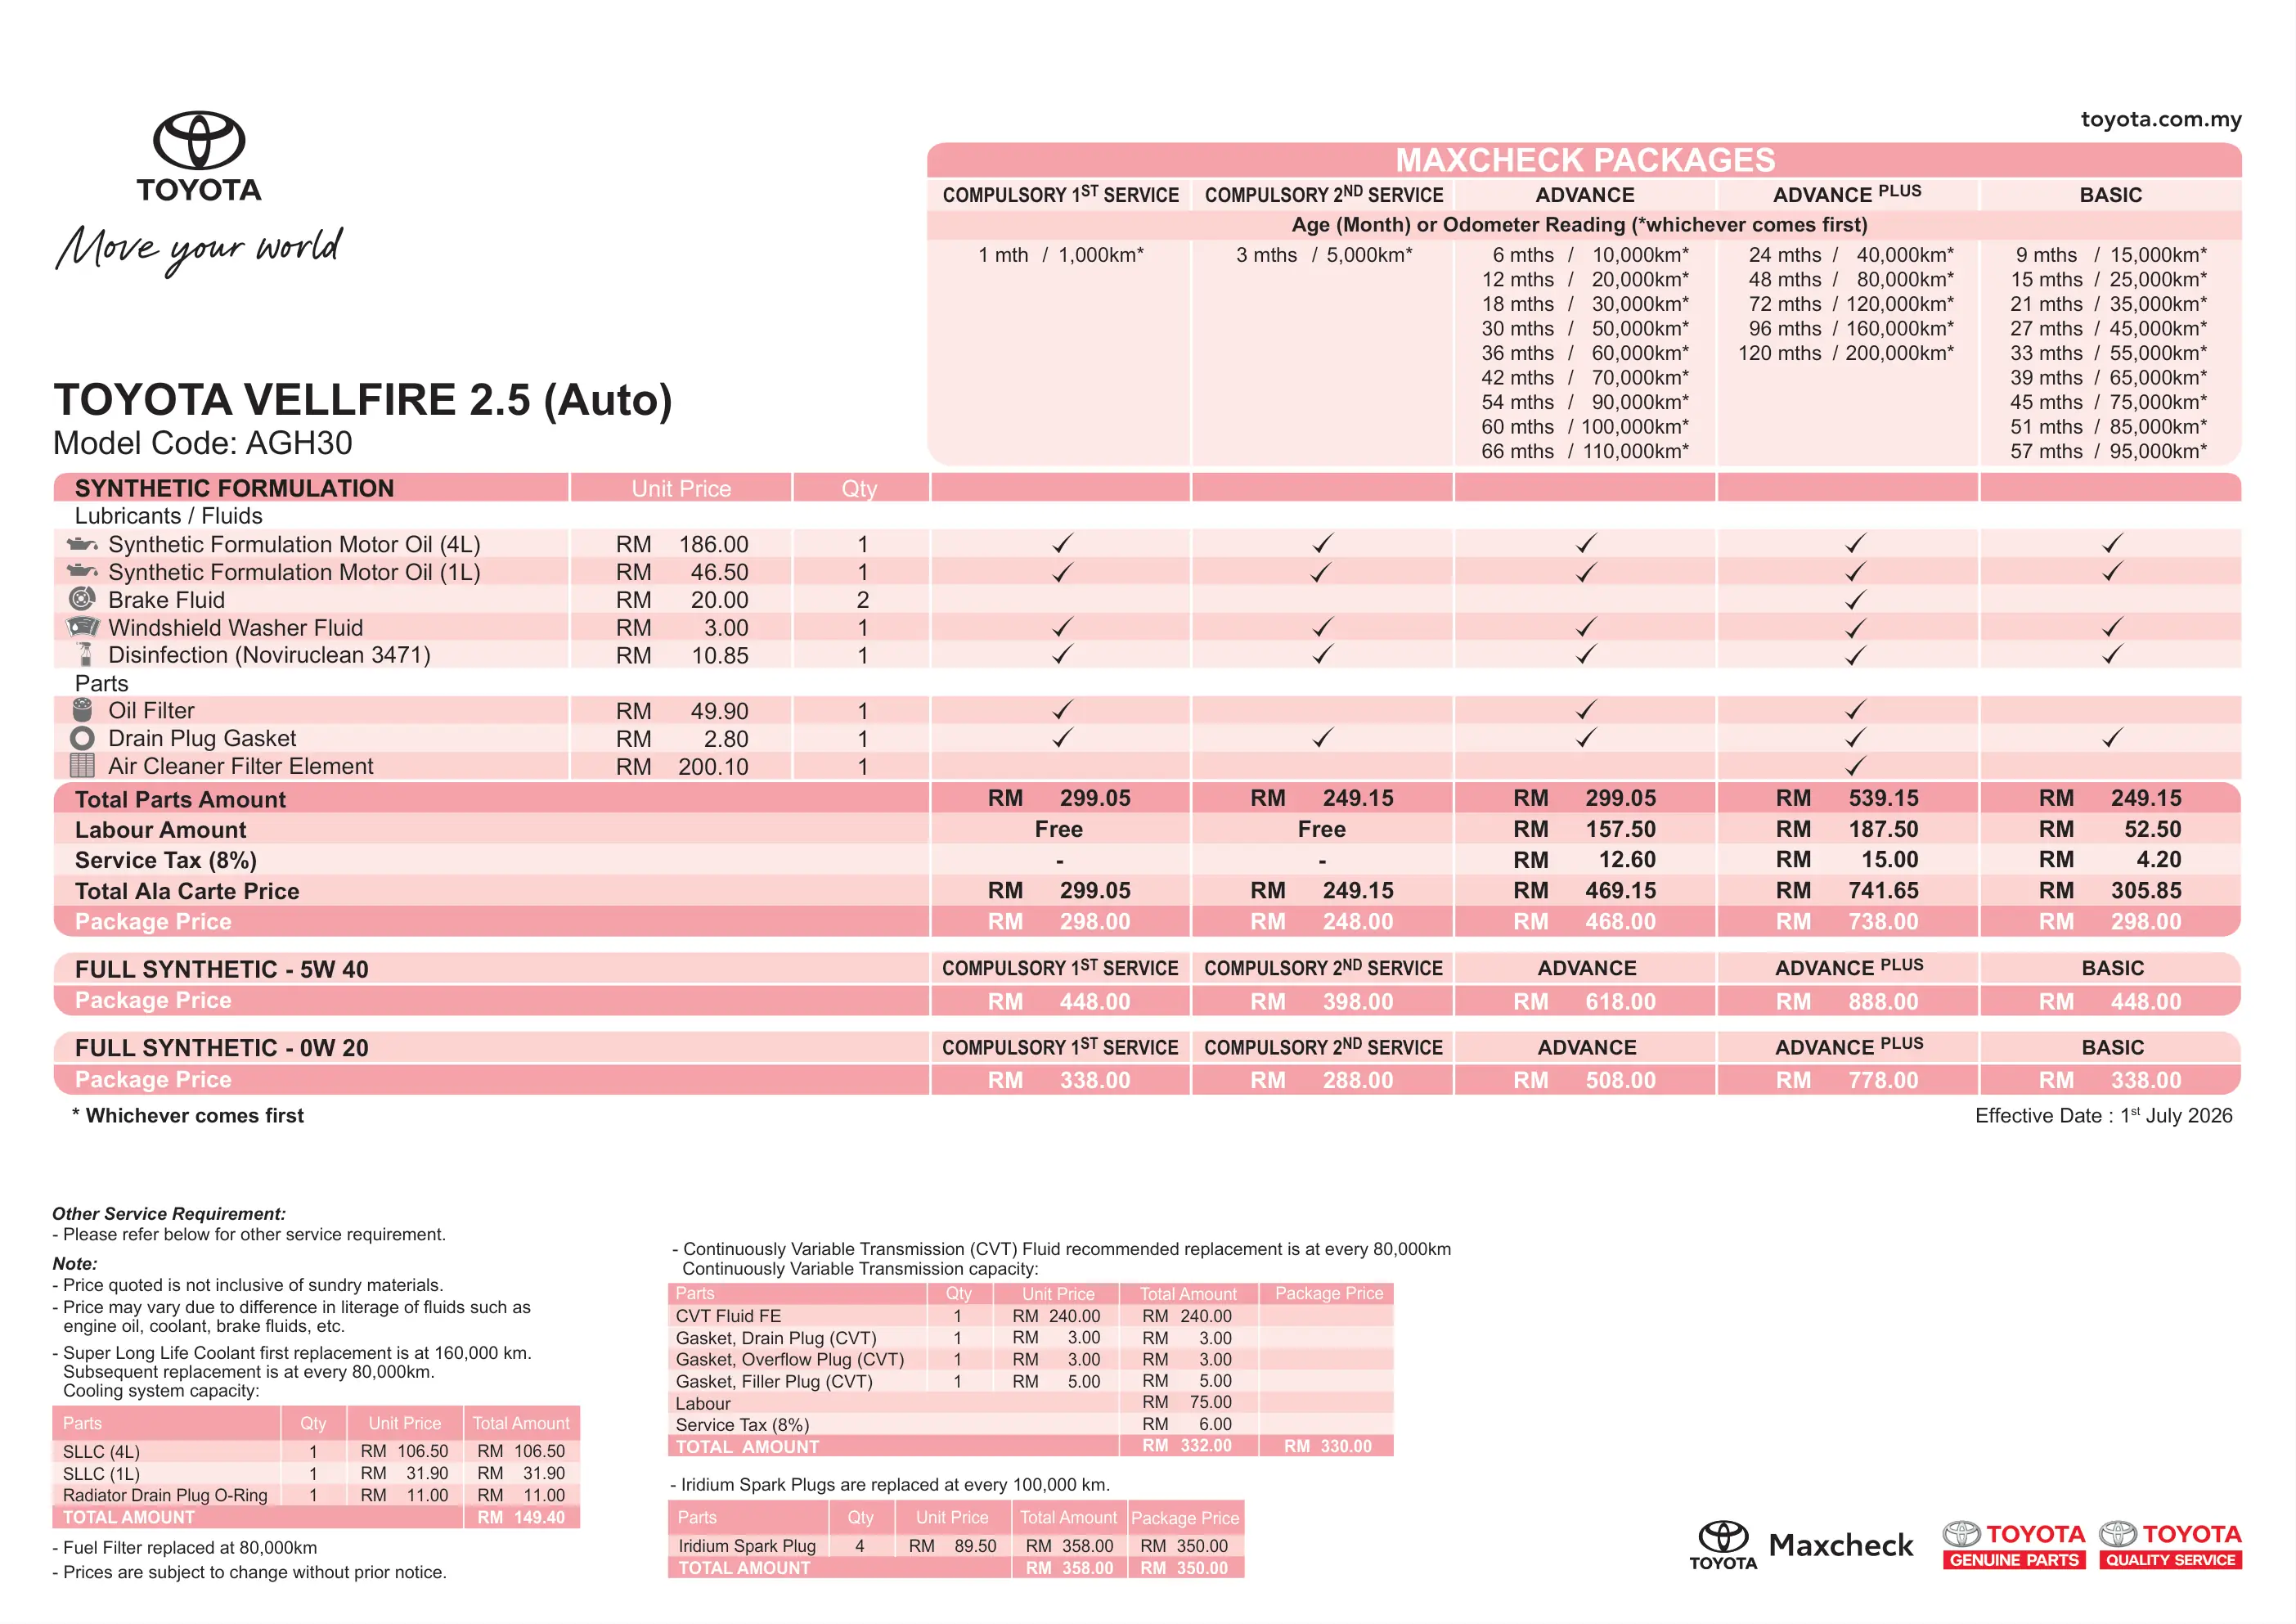 TOYOTA
Move your world
toyota.com.my
TOYOTA VELLFIRE 2.5 (Auto)
Model Code: AGH30
MAXCHECK PACKAGES
COMPULSORY 1ST SERVICE COMPULSORY 2ND SERVICE ADVANCE ADVANCE PLUS BASIC
Age (Month) or Odometer Reading (*whichever comes first)
1 mth / 1,000km* 3 mths / 5,000km* 6 mths / 10,000km* 24 mths / 40,000km* 9 mths / 15,000km*
12 mths / 20,000km* 48 mths / 80,000km* 15 mths / 25,000km*
18 mths / 30,000km* 72 mths / 120,000km* 21 mths / 35,000km*
30 mths / 50,000km* 96 mths / 160,000km* 27 mths / 45,000km*
36 mths / 60,000km* 120 mths / 200,000km* 33 mths / 55,000km*
42 mths / 70,000km* 39 mths / 65,000km*
54 mths / 90,000km* 45 mths / 75,000km*
60 mths / 100,000km* 51 mths / 85,000km*
66 mths / 110,000km* 57 mths / 95,000km*
SYNTHETIC FORMULATION Unit Price Qty
Lubricants / Fluids
Synthetic Formulation Motor Oil (4L) RM 186.00 1 ✓ ✓ ✓ ✓ ✓
Synthetic Formulation Motor Oil (1L) RM 46.50 1 ✓ ✓ ✓ ✓ ✓
Brake Fluid RM 20.00 2 ✓
Windshield Washer Fluid RM 3.00 1 ✓ ✓ ✓ ✓ ✓
Disinfection (Noviruclean 3471) RM 10.85 1 ✓ ✓ ✓ ✓ ✓
Parts
Oil Filter RM 49.90 1 ✓ ✓ ✓
Drain Plug Gasket RM 2.80 1 ✓ ✓ ✓ ✓ ✓
Air Cleaner Filter Element RM 200.10 1 ✓
Total Parts Amount RM 299.05 RM 249.15 RM 299.05 RM 539.15 RM 249.15
Labour Amount Free Free RM 157.50 RM 187.50 RM 52.50
Service Tax (8%) - - RM 12.60 RM 15.00 RM 4.20
Total Ala Carte Price RM 299.05 RM 249.15 RM 469.15 RM 741.65 RM 305.85
Package Price RM 298.00 RM 248.00 RM 468.00 RM 738.00 RM 298.00
FULL SYNTHETIC - 5W 40 COMPULSORY 1ST SERVICE COMPULSORY 2ND SERVICE ADVANCE ADVANCE PLUS BASIC
Package Price RM 448.00 RM 398.00 RM 618.00 RM 888.00 RM 448.00
FULL SYNTHETIC - 0W 20 COMPULSORY 1ST SERVICE COMPULSORY 2ND SERVICE ADVANCE ADVANCE PLUS BASIC
Package Price RM 338.00 RM 288.00 RM 508.00 RM 778.00 RM 338.00
* Whichever comes first
Effective Date : 1st July 2026
Other Service Requirement:
- Please refer below for other service requirement.
Note:
- Price quoted is not inclusive of sundry materials.
- Price may vary due to difference in literage of fluids such as
engine oil, coolant, brake fluids, etc.
- Super Long Life Coolant first replacement is at 160,000 km.
Subsequent replacement is at every 80,000km.
Cooling system capacity:
Parts Qty Unit Price Total Amount
SLLC (4L) 1 RM 106.50 RM 106.50
SLLC (1L) 1 RM 31.90 RM 31.90
Radiator Drain Plug O-Ring 1 RM 11.00 RM 11.00
TOTAL AMOUNT RM 149.40
- Fuel Filter replaced at 80,000km
- Prices are subject to change without prior notice.
- Continuously Variable Transmission (CVT) Fluid recommended replacement is at every 80,000km
Continuously Variable Transmission capacity:
Parts Qty Unit Price Total Amount Package Price
CVT Fluid FE 1 RM 240.00 RM 240.00
Gasket, Drain Plug (CVT) 1 RM 3.00 RM 3.00
Gasket, Overflow Plug (CVT) 1 RM 3.00 RM 3.00
Gasket, Filler Plug (CVT) 1 RM 5.00 RM 5.00
Labour RM 75.00
Service Tax (8%) RM 6.00
TOTAL AMOUNT RM 332.00 RM 330.00
- Iridium Spark Plugs are replaced at every 100,000 km.
Parts Qty Unit Price Total Amount Package Price
Iridium Spark Plug 4 RM 89.50 RM 358.00 RM 350.00
TOTAL AMOUNT RM 358.00 RM 350.00
TOYOTA Maxcheck
TOYOTA GENUINE PARTS
TOYOTA QUALITY SERVICE